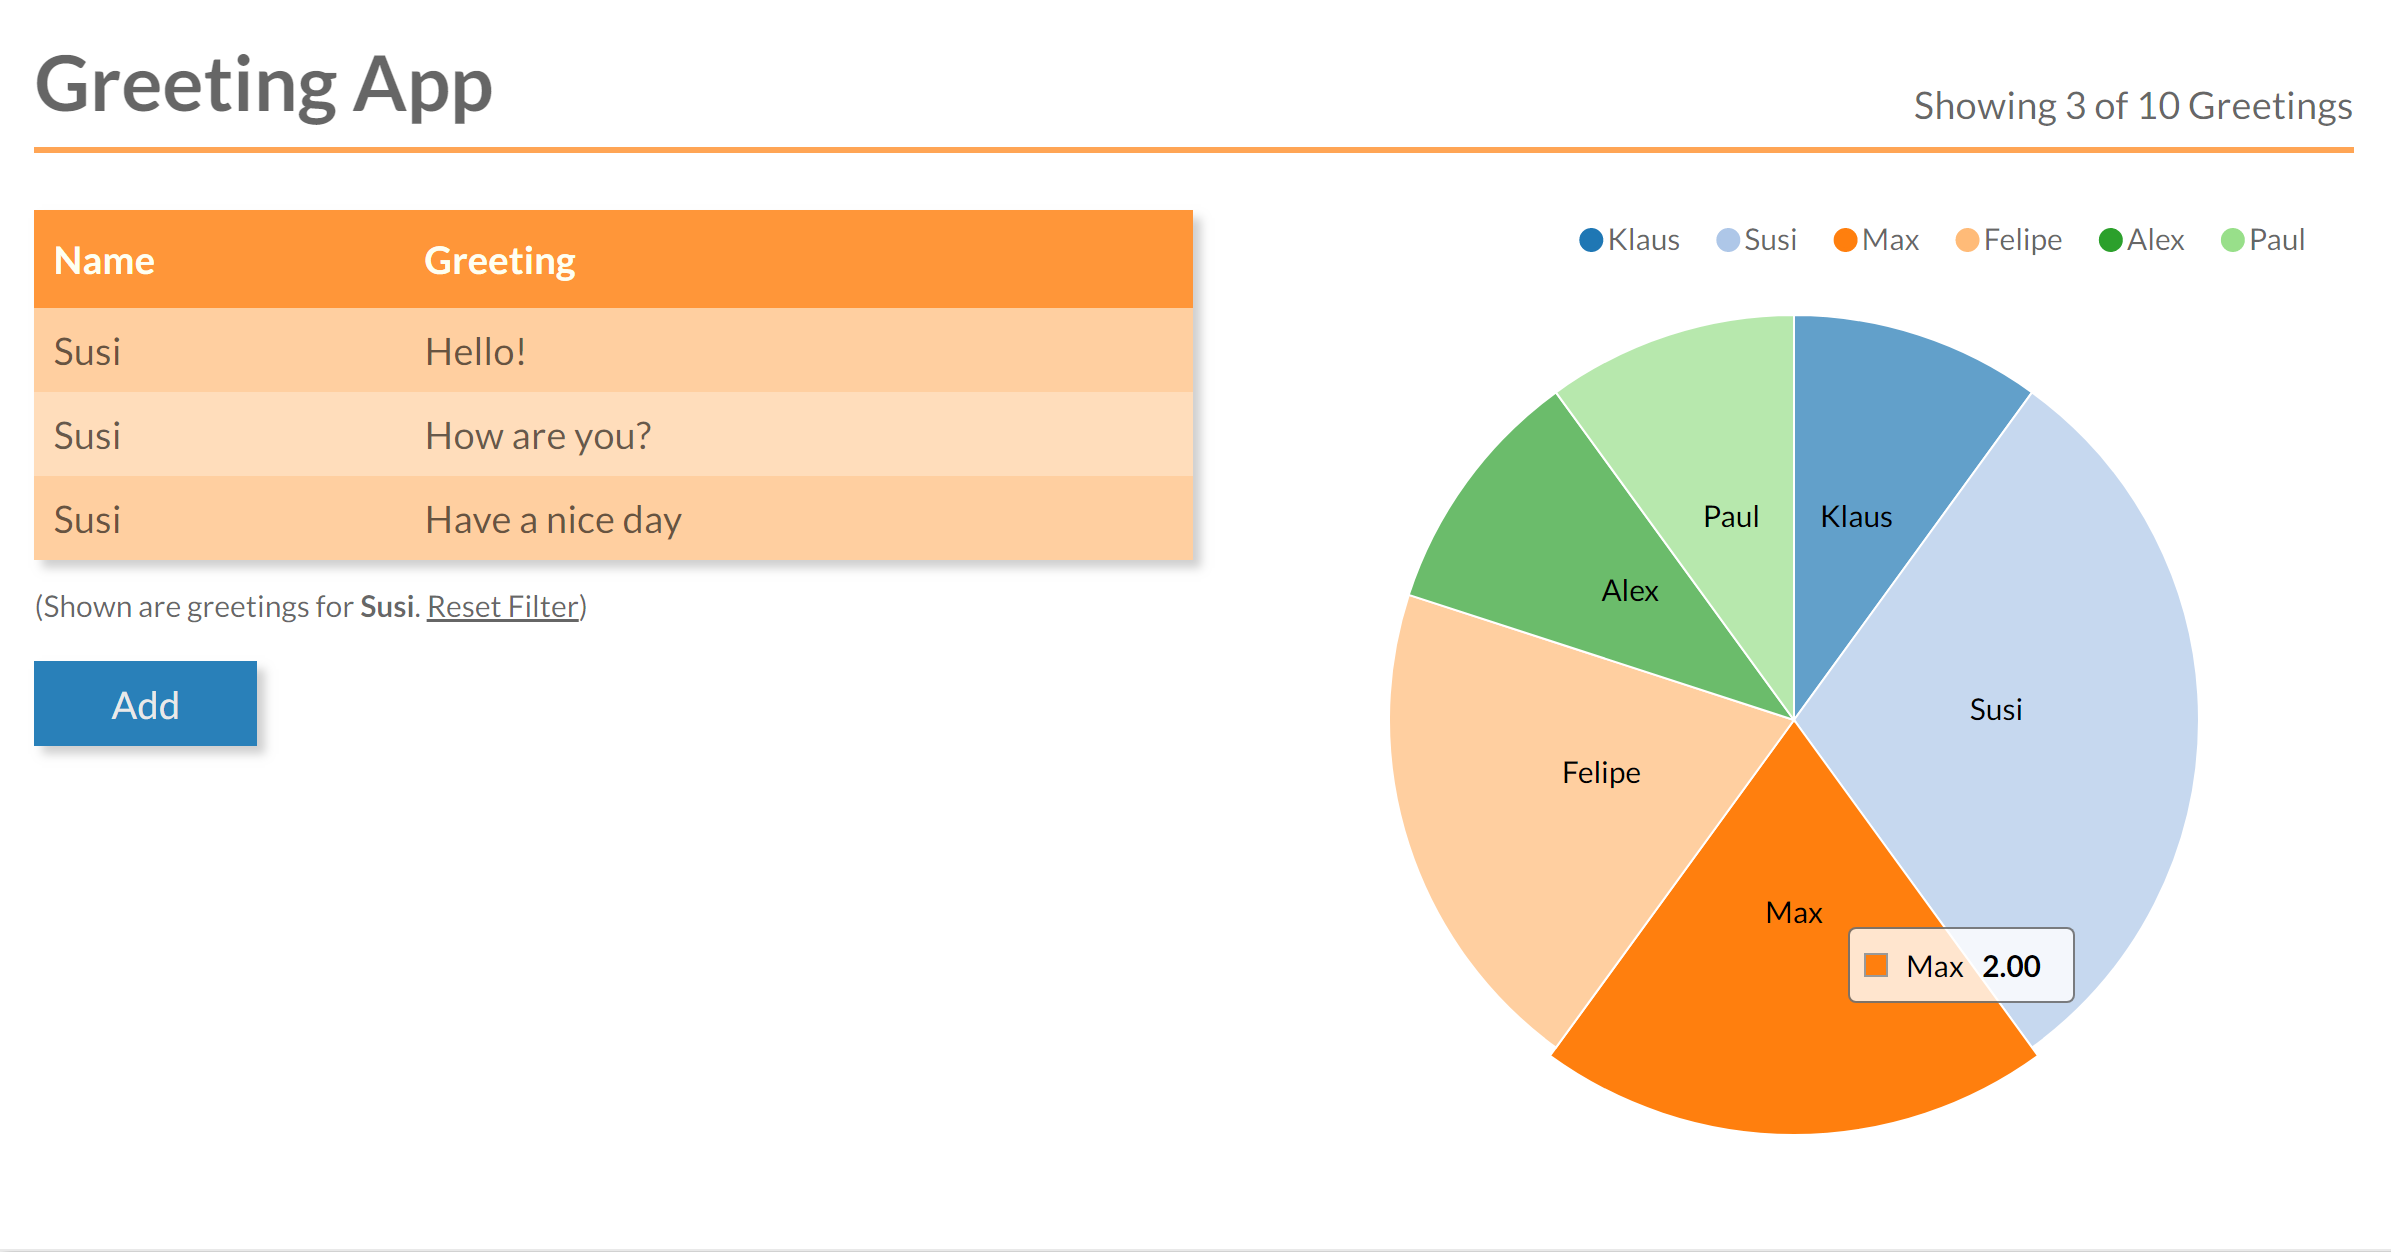 Greeting App
Showing 3 of 10 Greetings
Name Greeting
Susi Hello!
Susi How are you?
Susi Have a nice day
(Shown are greetings for Susi. Reset Filter)
Add
Klaus Susi Max Felipe Alex Paul
Paul Klaus
Alex
Susi
Felipe
Max
Max 2.00